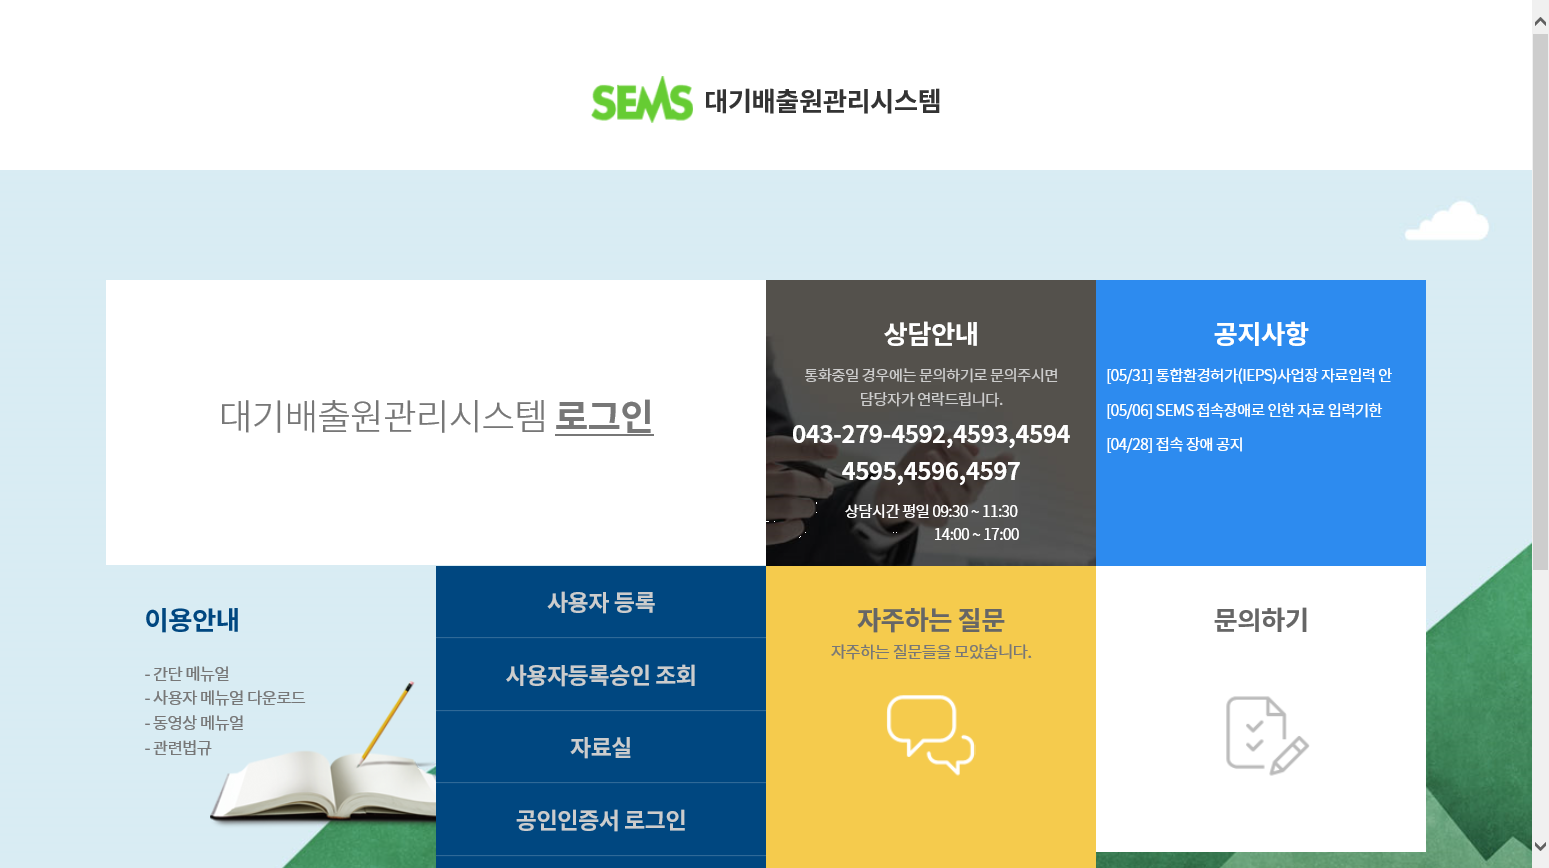 SEMS 대기배출원관리시스템
대기배출원관리시스템 로그인
상담안내
통화중일 경우에는 문의하기로 문의주시면
담당자가 연락드립니다.
043-279-4592,4593,4594
4595,4596,4597
상담시간 평일 09:30 ~ 11:30
14:00 ~ 17:00
공지사항
[05/31] 통합환경허가(IEPS)사업장 자료입력 안
[05/06] SEMS 접속장애로 인한 자료 입력기한
[04/28] 접속 장애 공지
이용안내
- 간단 메뉴얼
- 사용자 메뉴얼 다운로드
- 동영상 메뉴얼
- 관련법규
사용자 등록
사용자등록승인 조회
자료실
공인인증서 로그인
자주하는 질문
자주하는 질문들을 모았습니다.
문의하기